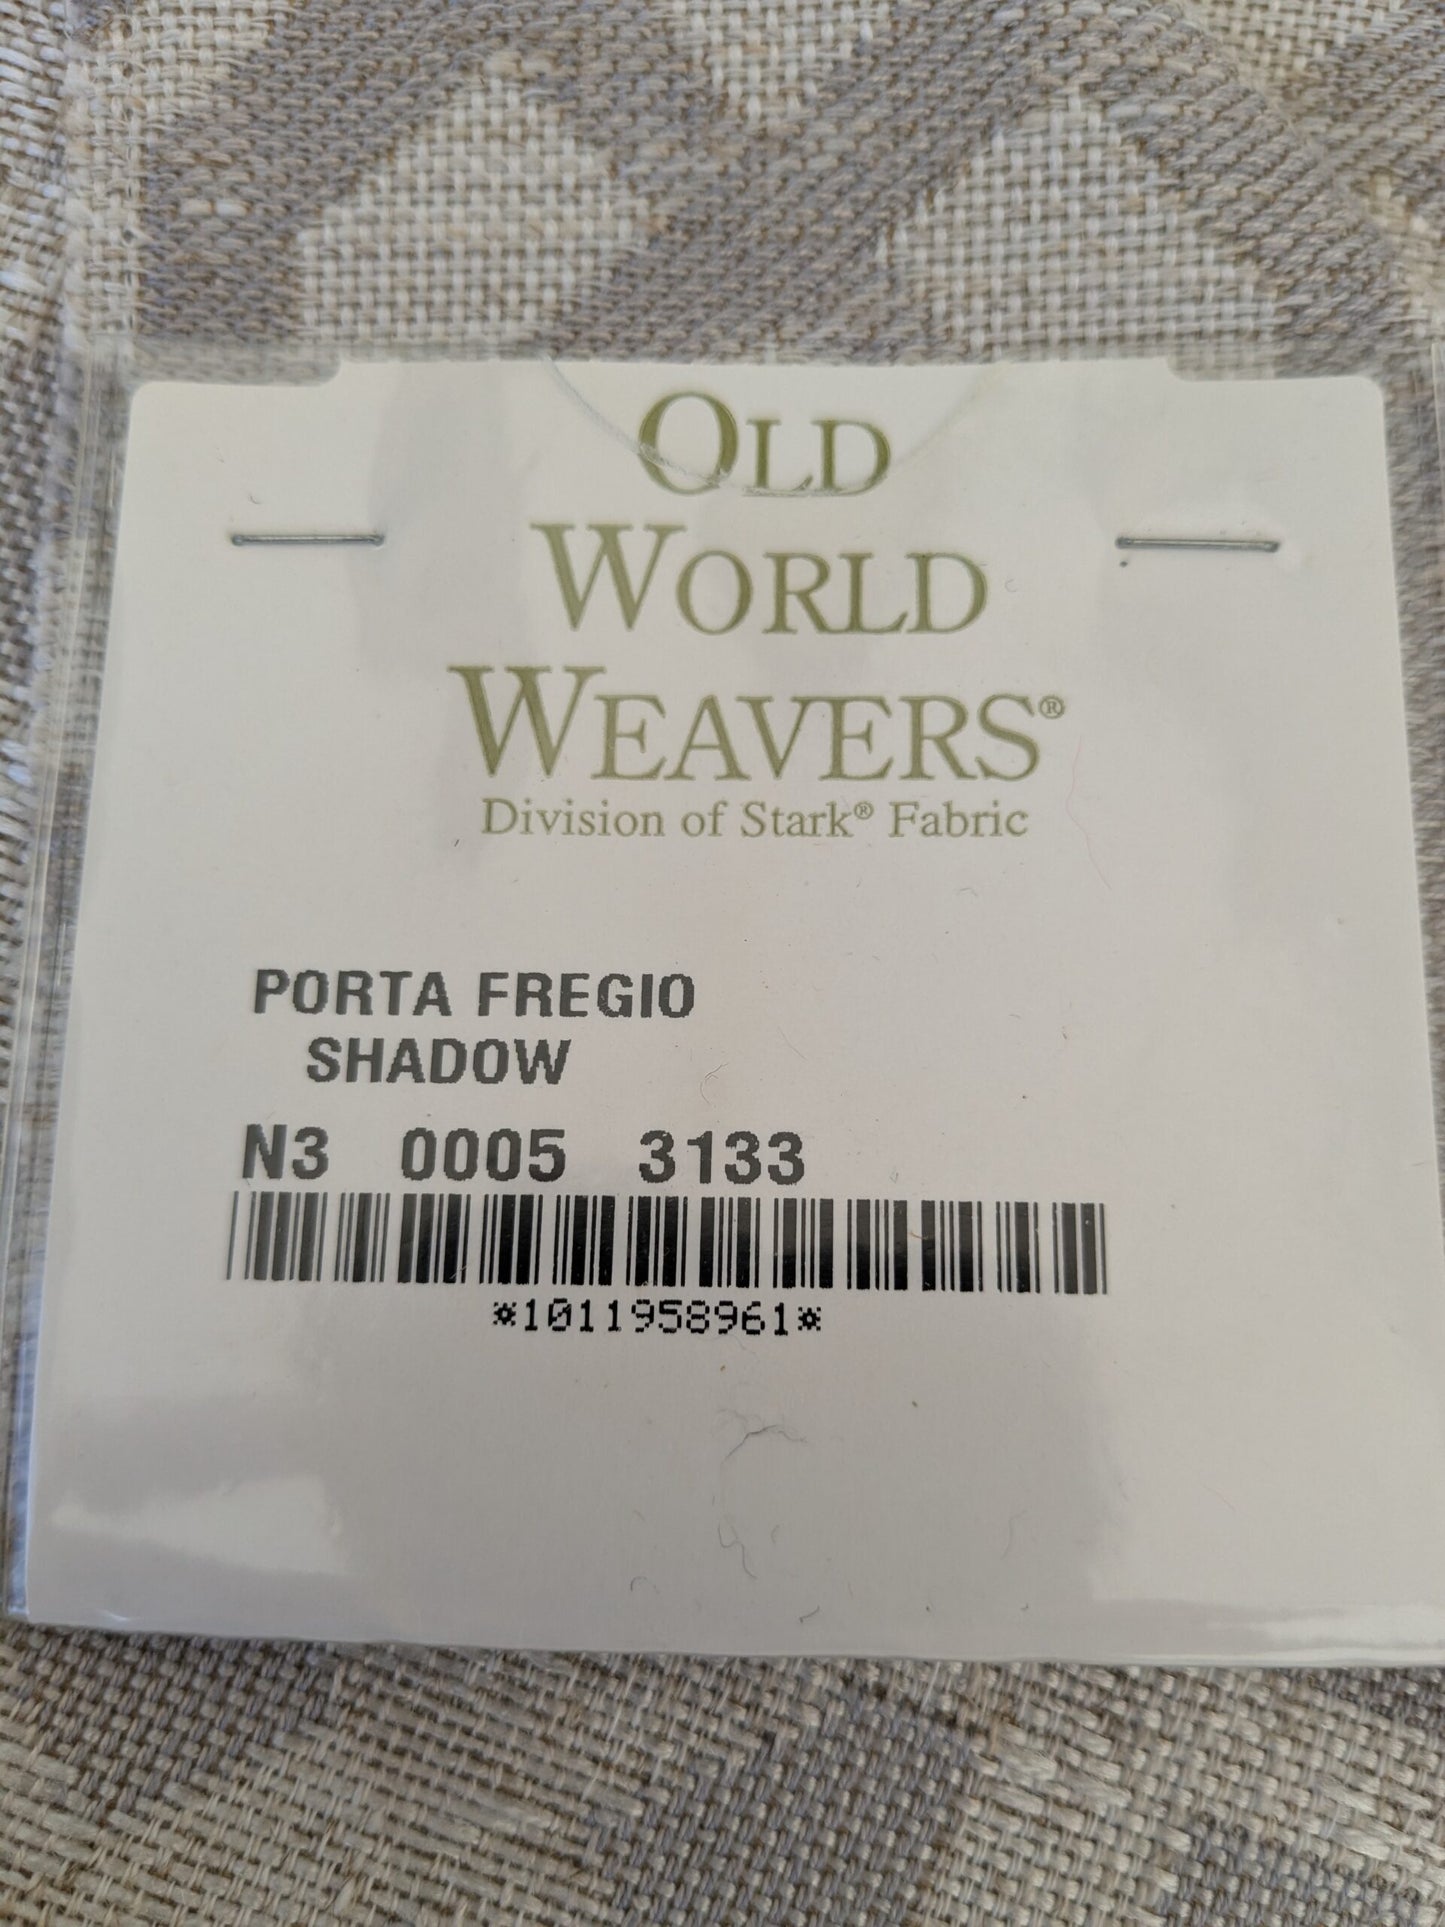 OLD
WORLD
WEAVERS®
Division of Stark® Fabric
PORTA FREGIO
SHADOW
N3 0005 3133
*1011958961*